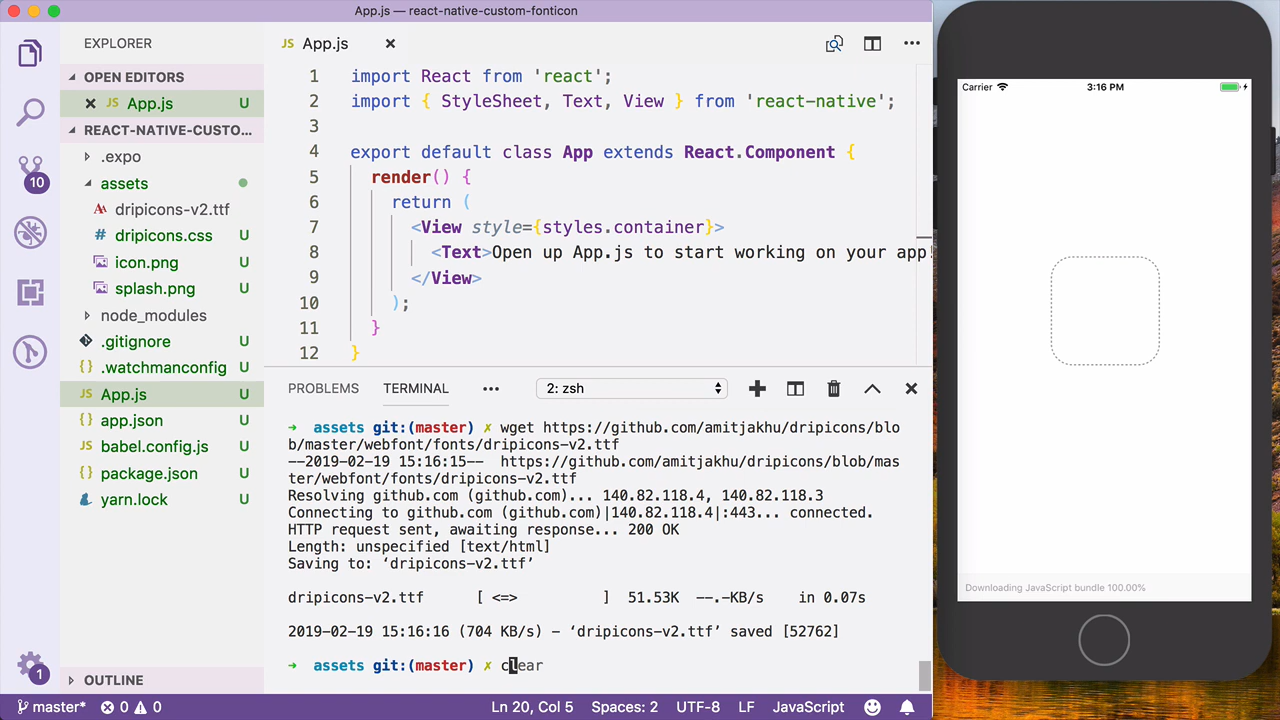 App.js — react-native-custom-fonticon
EXPLORER
OPEN EDITORS
App.js U
REACT-NATIVE-CUSTO...
.expo
assets
dripicons-v2.ttf
dripicons.css U
icon.png U
splash.png U
node_modules
.gitignore U
.watchmanconfig U
App.js U
app.json U
babel.config.js U
package.json U
yarn.lock U
OUTLINE
10
1
JS App.js
1 import React from 'react';
2 import { StyleSheet, Text, View } from 'react-native';
3
4 export default class App extends React.Component {
5 render() {
6 return (
7 <View style={styles.container}>
8 <Text>Open up App.js to start working on your app!
9 </View>
10 );
11 }
12 }
PROBLEMS TERMINAL ••• 2: zsh
➜ assets git:(master) ✗ wget https://github.com/amitjakhu/dripicons/blo
b/master/webfont/fonts/dripicons-v2.ttf
--2019-02-19 15:16:15-- https://github.com/amitjakhu/dripicons/blob/mas
ter/webfont/fonts/dripicons-v2.ttf
Resolving github.com (github.com)... 140.82.118.4, 140.82.118.3
Connecting to github.com (github.com)|140.82.118.4|:443... connected.
HTTP request sent, awaiting response... 200 OK
Length: unspecified [text/html]
Saving to: ‘dripicons-v2.ttf’
dripicons-v2.ttf [ <=> ] 51.53K --.-KB/s in 0.07s
2019-02-19 15:16:16 (704 KB/s) - ‘dripicons-v2.ttf’ saved [52762]
➜ assets git:(master) ✗ clear
master* 0 0 Ln 20, Col 5 Spaces: 2 UTF-8 LF JavaScript
Carrier 3:16 PM
Downloading JavaScript bundle 100.00%